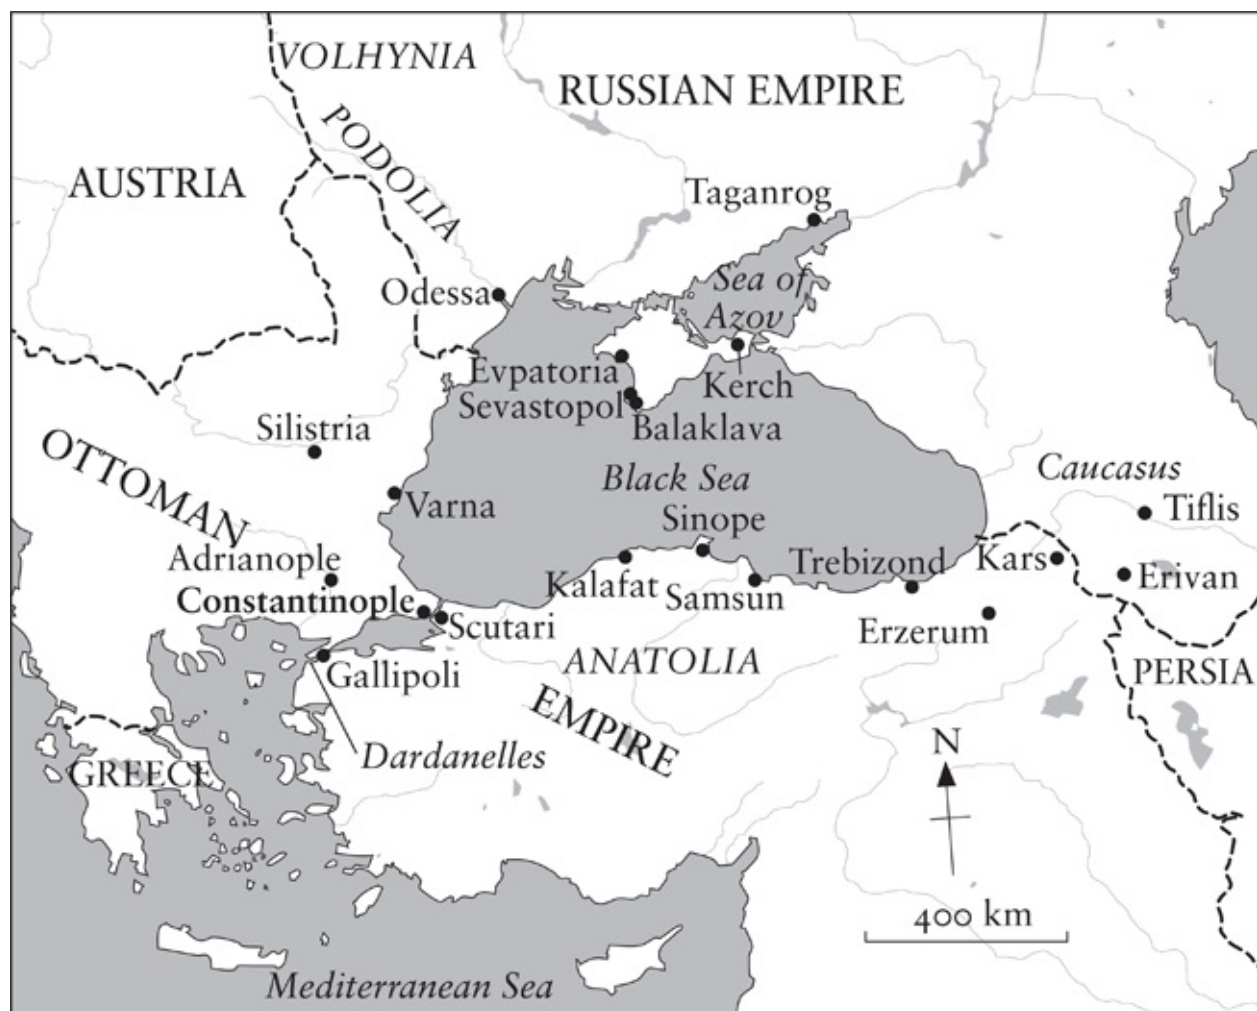 VOLHYNIA
RUSSIAN EMPIRE
PODOLIA
AUSTRIA
Taganrog
Odessa
Sea of
Azov
Evpatoria
Kerch
Sevastopol
Balaklava
Silistria
OTTOMAN
Caucasus
Black Sea
Varna
Sinope
Tiflis
Adrianople
Trebizond
Kars
Kalafat
Samsun
Erivan
Constantinople
Scutari
Erzerum
ANATOLIA
PERSIA
Gallipoli
EMPIRE
Dardanelles
N
GREECE
400 km
Mediterranean Sea